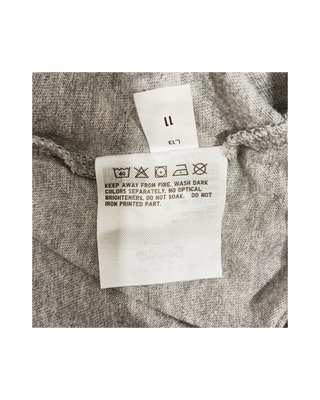 11
40
KEEP AWAY FROM FIRE. WASH DARK
COLORS SEPARATELY. NO OPTICAL
BRIGHTENERS. DO NOT SOAK. DO NOT
IRON PRINTED PART.